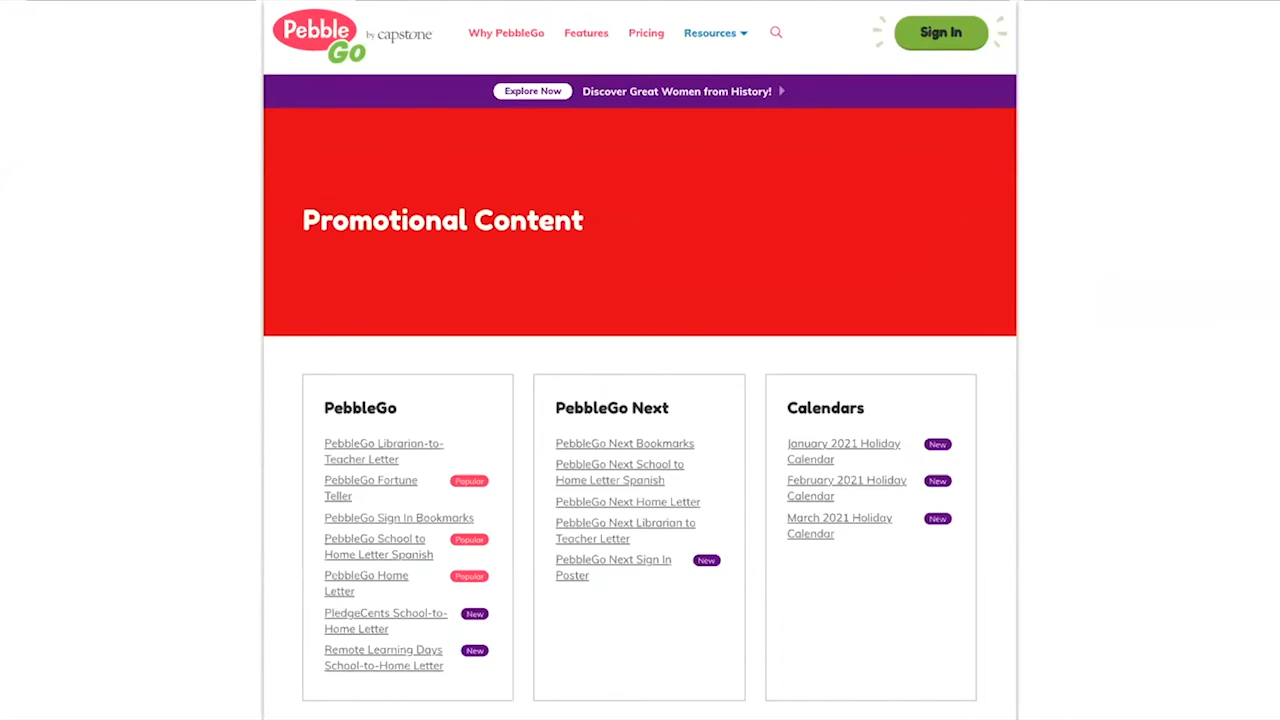 Pebble
Go
by capstone
Why PebbleGo Features Pricing Resources
Sign In
Explore Now Discover Great Women from History!
Promotional Content
PebbleGo
PebbleGo Librarian-to-
Teacher Letter
PebbleGo Fortune Popular
Teller
PebbleGo Sign In Bookmarks
PebbleGo School to Popular
Home Letter Spanish
PebbleGo Home Popular
Letter
PledgeCents School-to- New
Home Letter
Remote Learning Days New
School-to-Home Letter
PebbleGo Next
PebbleGo Next Bookmarks
PebbleGo Next School to
Home Letter Spanish
PebbleGo Next Home Letter
PebbleGo Next Librarian to
Teacher Letter
PebbleGo Next Sign In New
Poster
Calendars
January 2021 Holiday New
Calendar
February 2021 Holiday New
Calendar
March 2021 Holiday New
Calendar